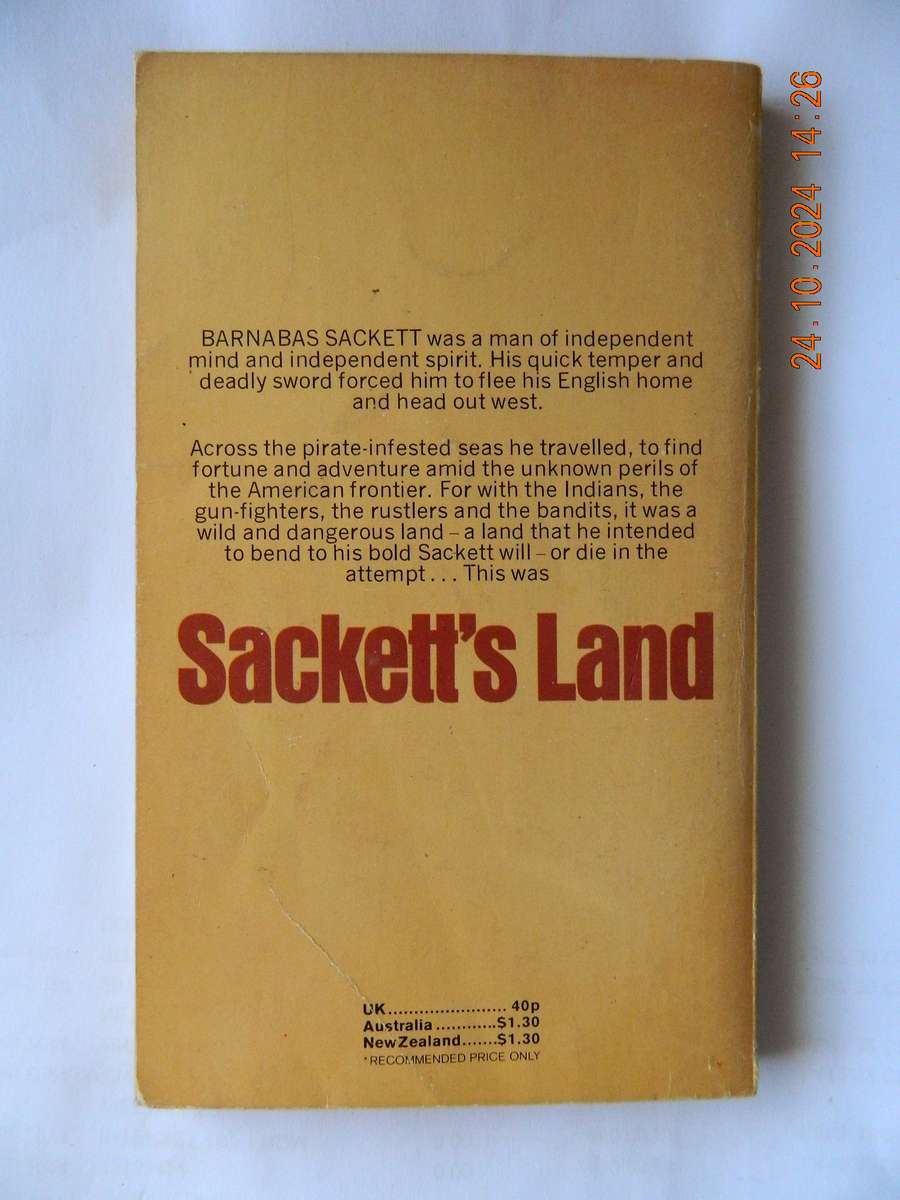 BARNABAS SACKETT was a man of independent
mind and independent spirit. His quick temper and
deadly sword forced him to flee his English home
and head out west.
Across the pirate-infested seas he travelled, to find
fortune and adventure amid the unknown perils of
the American frontier. For with the Indians, the
gun-fighters, the rustlers and the bandits, it was a
wild and dangerous land – a land that he intended
to bend to his bold Sackett will – or die in the
attempt... This was
Sackett's Land
UK....................... 40p
Australia ............$1.30
New Zealand.......$1.30
*RECOMMENDED PRICE ONLY
24.10.2024 14:26